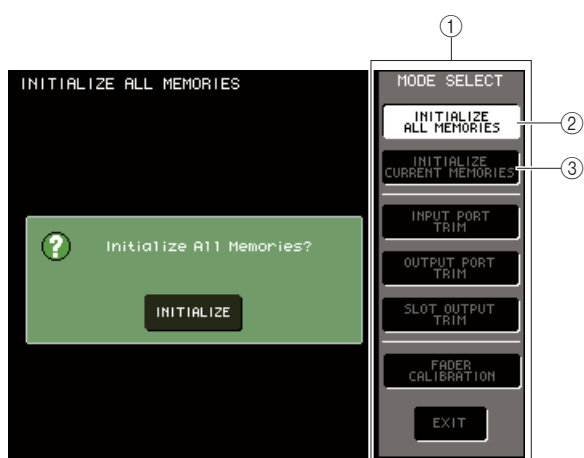 ①
INITIALIZE ALL MEMORIES
MODE SELECT
INITIALIZE
ALL MEMORIES
②
INITIALIZE
CURRENT MEMORIES
③
INPUT PORT
TRIM
Initialize All Memories?
OUTPUT PORT
TRIM
INITIALIZE
SLOT OUTPUT
TRIM
FADER
CALIBRATION
EXIT